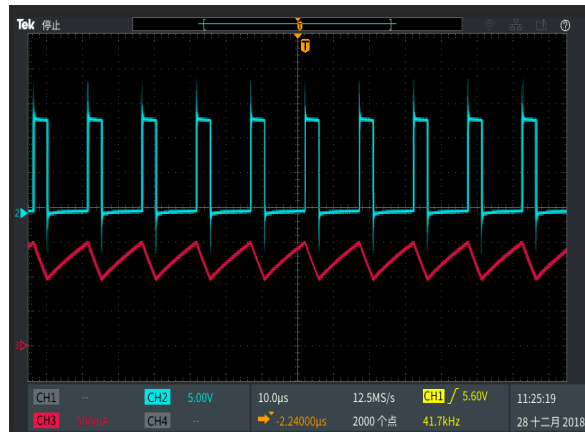 Tek 停止
T
2
3
CH1 -- CH2 5.00V 10.0µs 12.5MS/s CH1 5.60V 11:25:19
CH3 500mA CH4 -- -2.24000µs 2000 个点 41.7kHz 28 十二月 2018